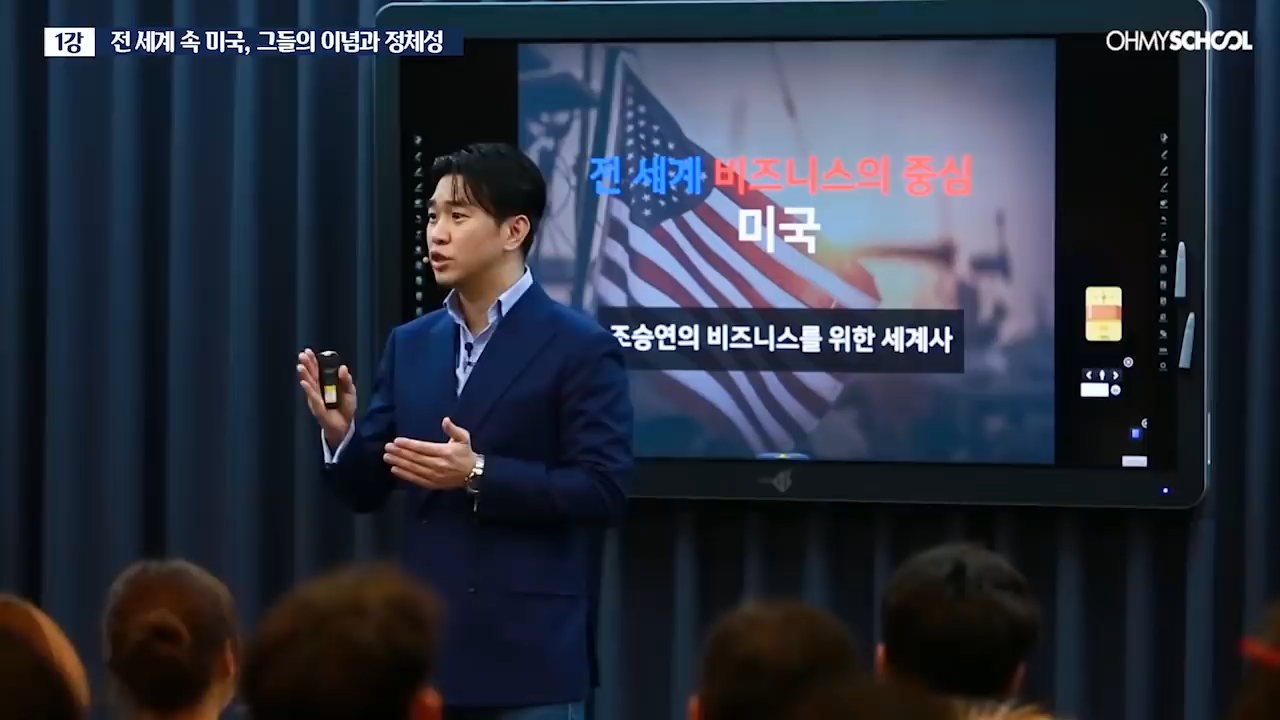 1강 전 세계 속 미국, 그들의 이념과 정체성
OHMYSCHOOL
전 세계 비즈니스의 중심
미국
조승연의 비즈니스를 위한 세계사